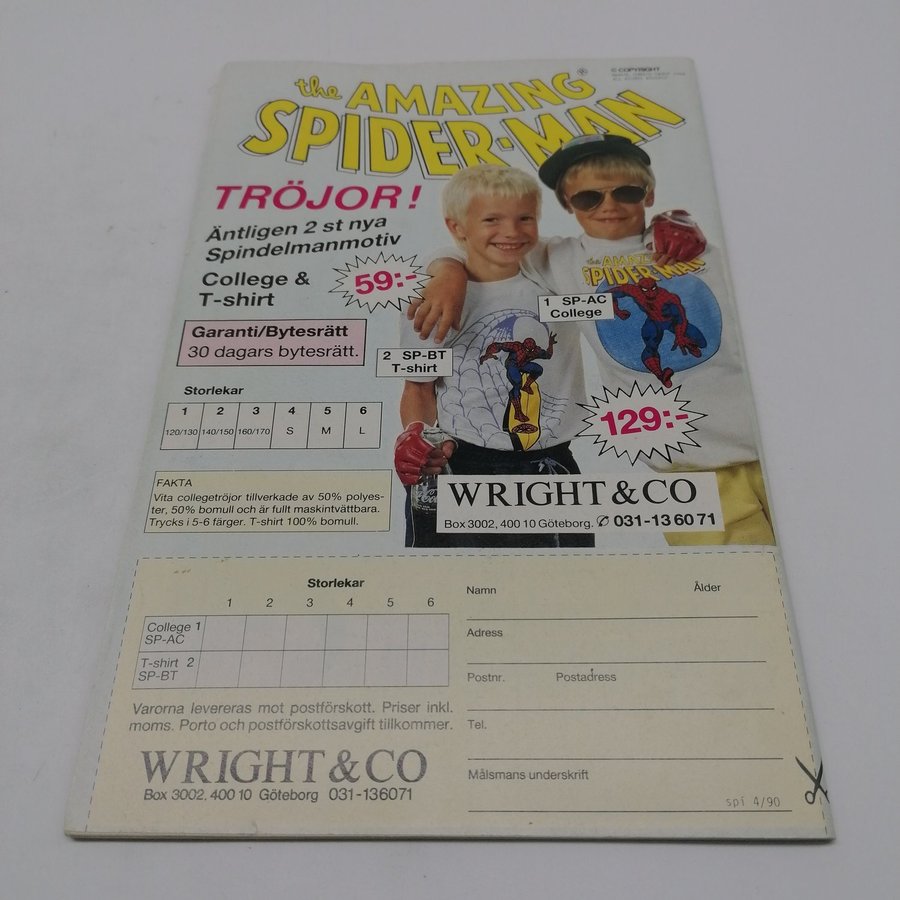 the AMAZING ®
SPIDER-MAN
© COPYRIGHT
TRÖJOR!
Äntligen 2 st nya
Spindelmanmotiv
College &
T-shirt
59:-
the AMAZING
SPIDER-MAN
1 SP-AC
College
Garanti/Bytesrätt
30 dagars bytesrätt.
2 SP-BT
T-shirt
Storlekar
1 2 3 4 5 6
120/130 140/150 160/170 S M L
129:-
FAKTA
Vita collegetröjor tillverkade av 50% polyes-
ter, 50% bomull och är fullt maskintvättbara.
Trycks i 5-6 färger. T-shirt 100% bomull.
WRIGHT & CO
Box 3002, 400 10 Göteborg. ✆ 031-13 60 71
Storlekar
1 2 3 4 5 6
College 1
SP-AC
T-shirt 2
SP-BT
Varorna levereras mot postförskott. Priser inkl.
moms. Porto och postförskottsavgift tillkommer.
WRIGHT & CO
Box 3002, 400 10 Göteborg 031-136071
Namn Ålder
Adress
Postnr. Postadress
Tel.
Målsmans underskrift
spi 4/90